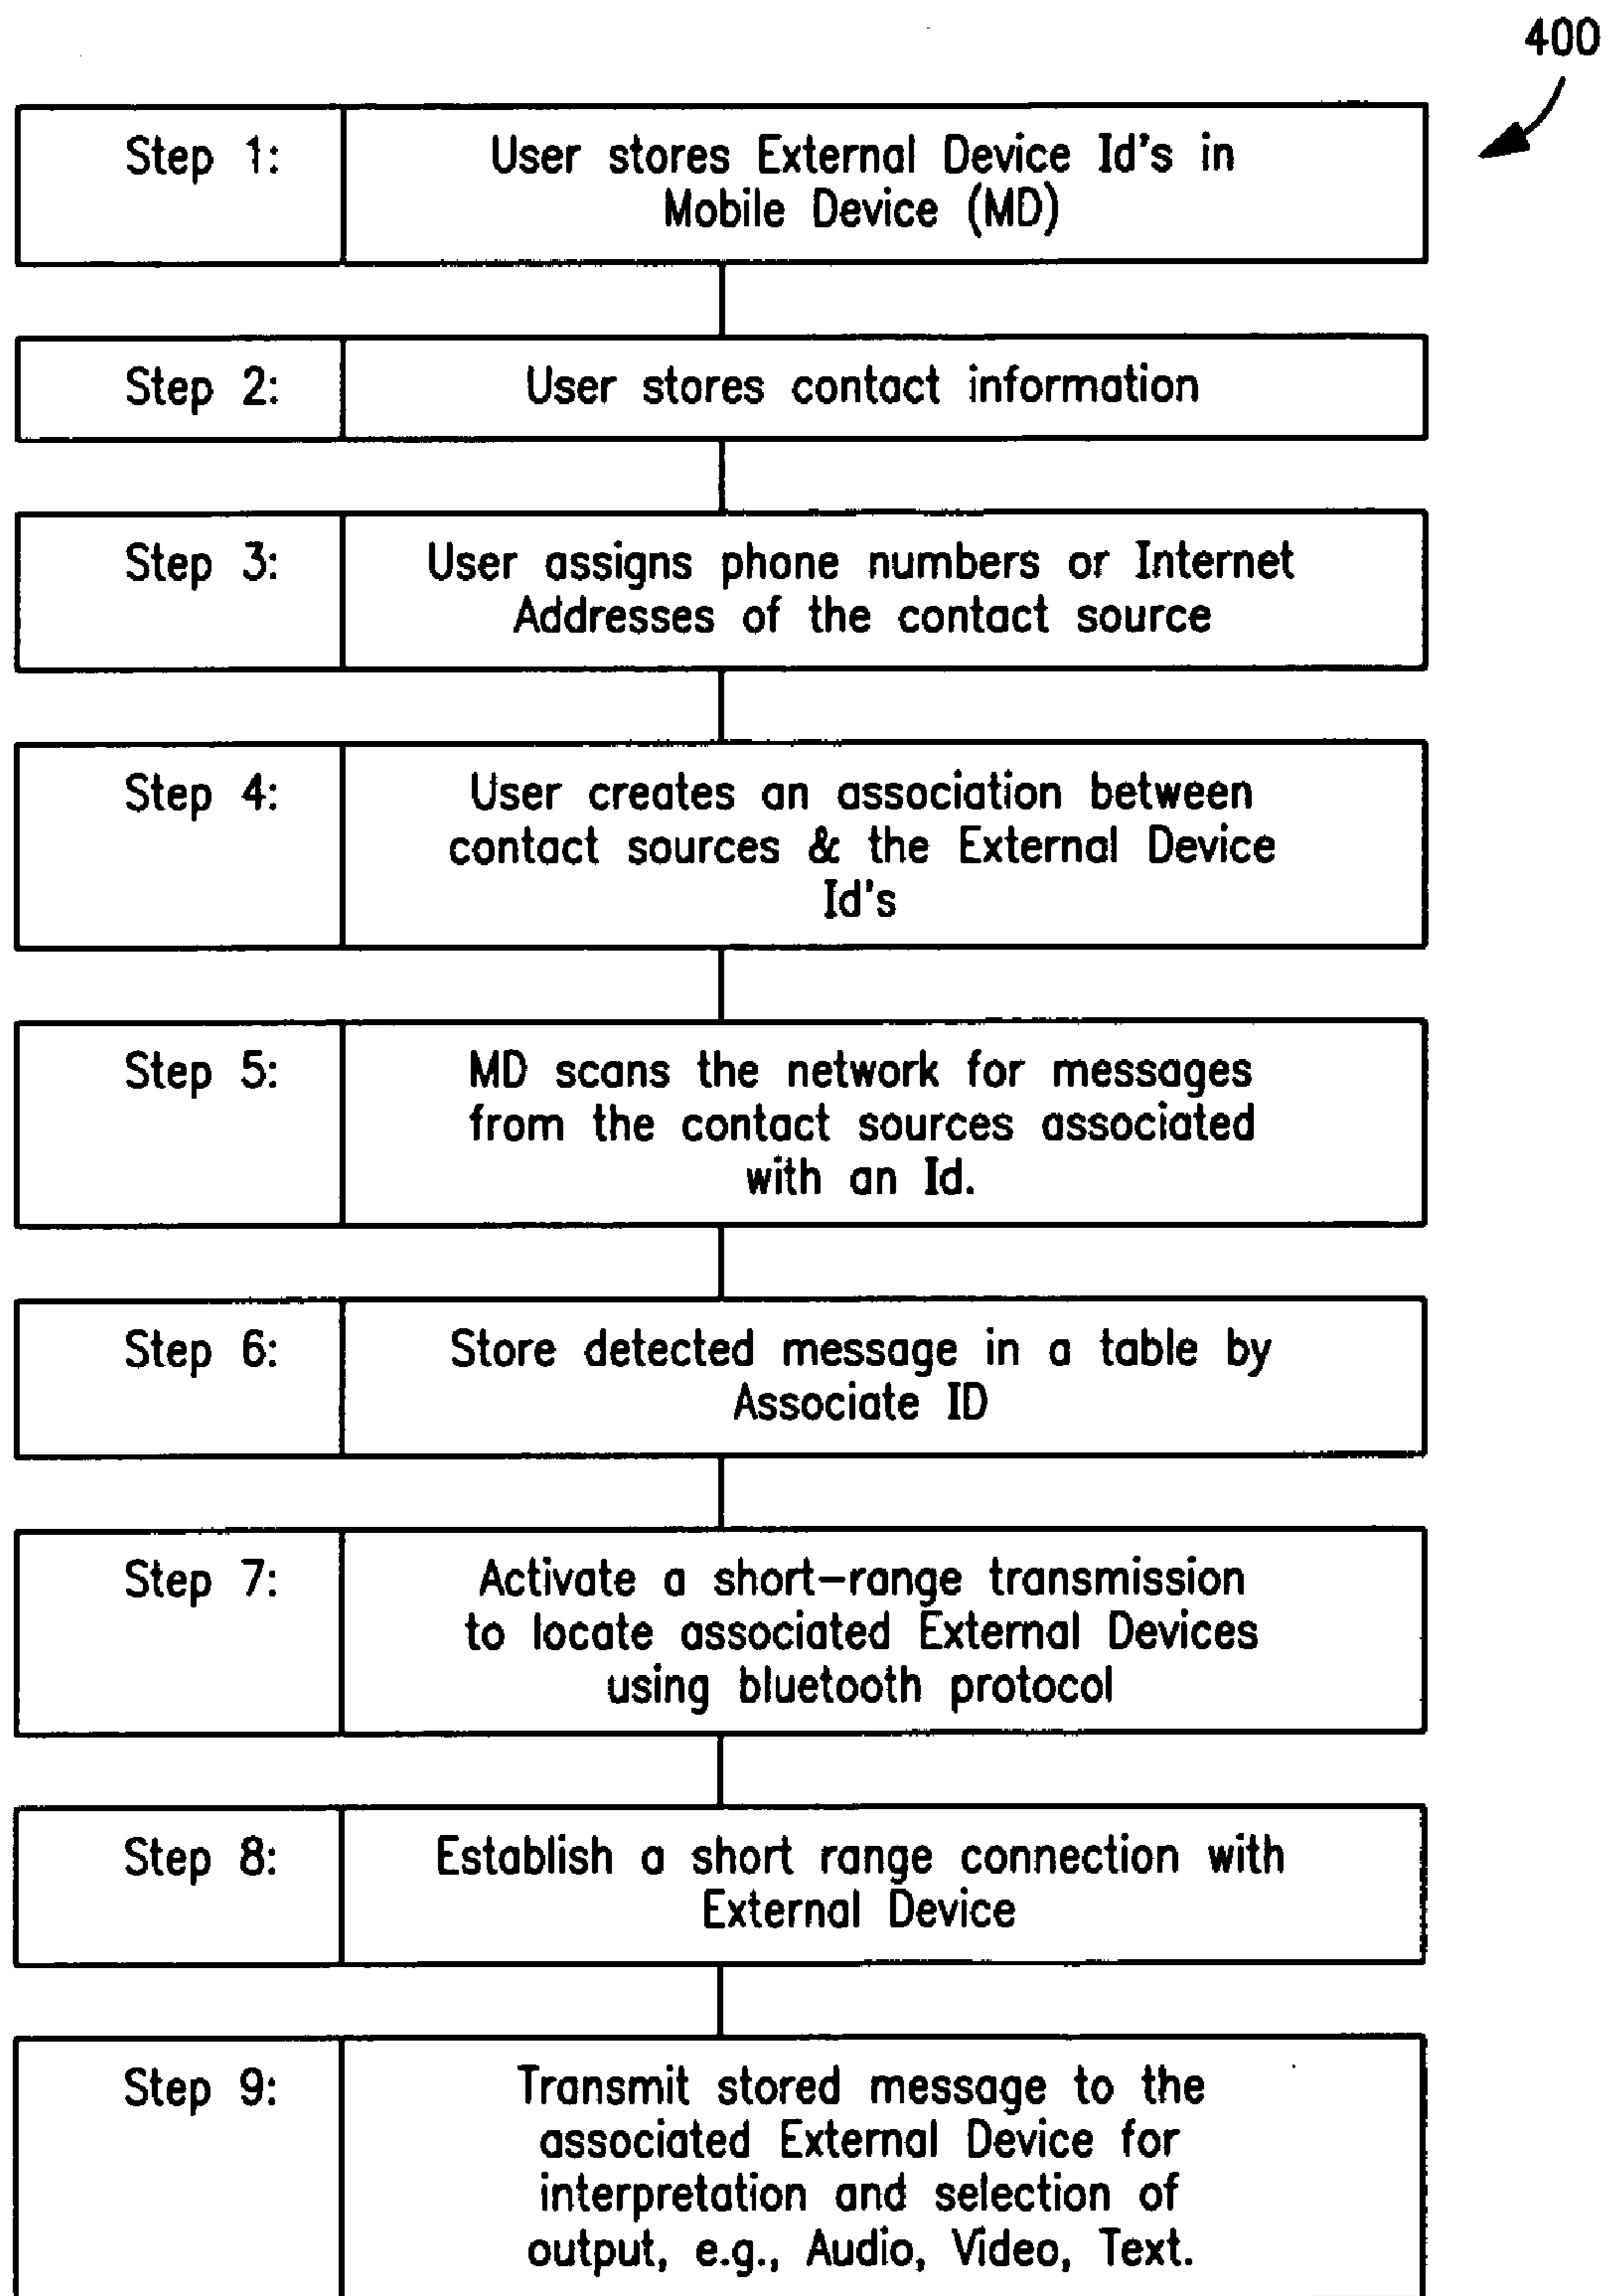 400
Step 1:
User stores External Device Id's in
Mobile Device (MD)
Step 2:
User stores contact information
Step 3:
User assigns phone numbers or Internet
Addresses of the contact source
Step 4:
User creates an association between
contact sources & the External Device
Id's
Step 5:
MD scans the network for messages
from the contact sources associated
with an Id.
Step 6:
Store detected message in a table by
Associate ID
Step 7:
Activate a short-range transmission
to locate associated External Devices
using bluetooth protocol
Step 8:
Establish a short range connection with
External Device
Step 9:
Transmit stored message to the
associated External Device for
interpretation and selection of
output, e.g., Audio, Video, Text.